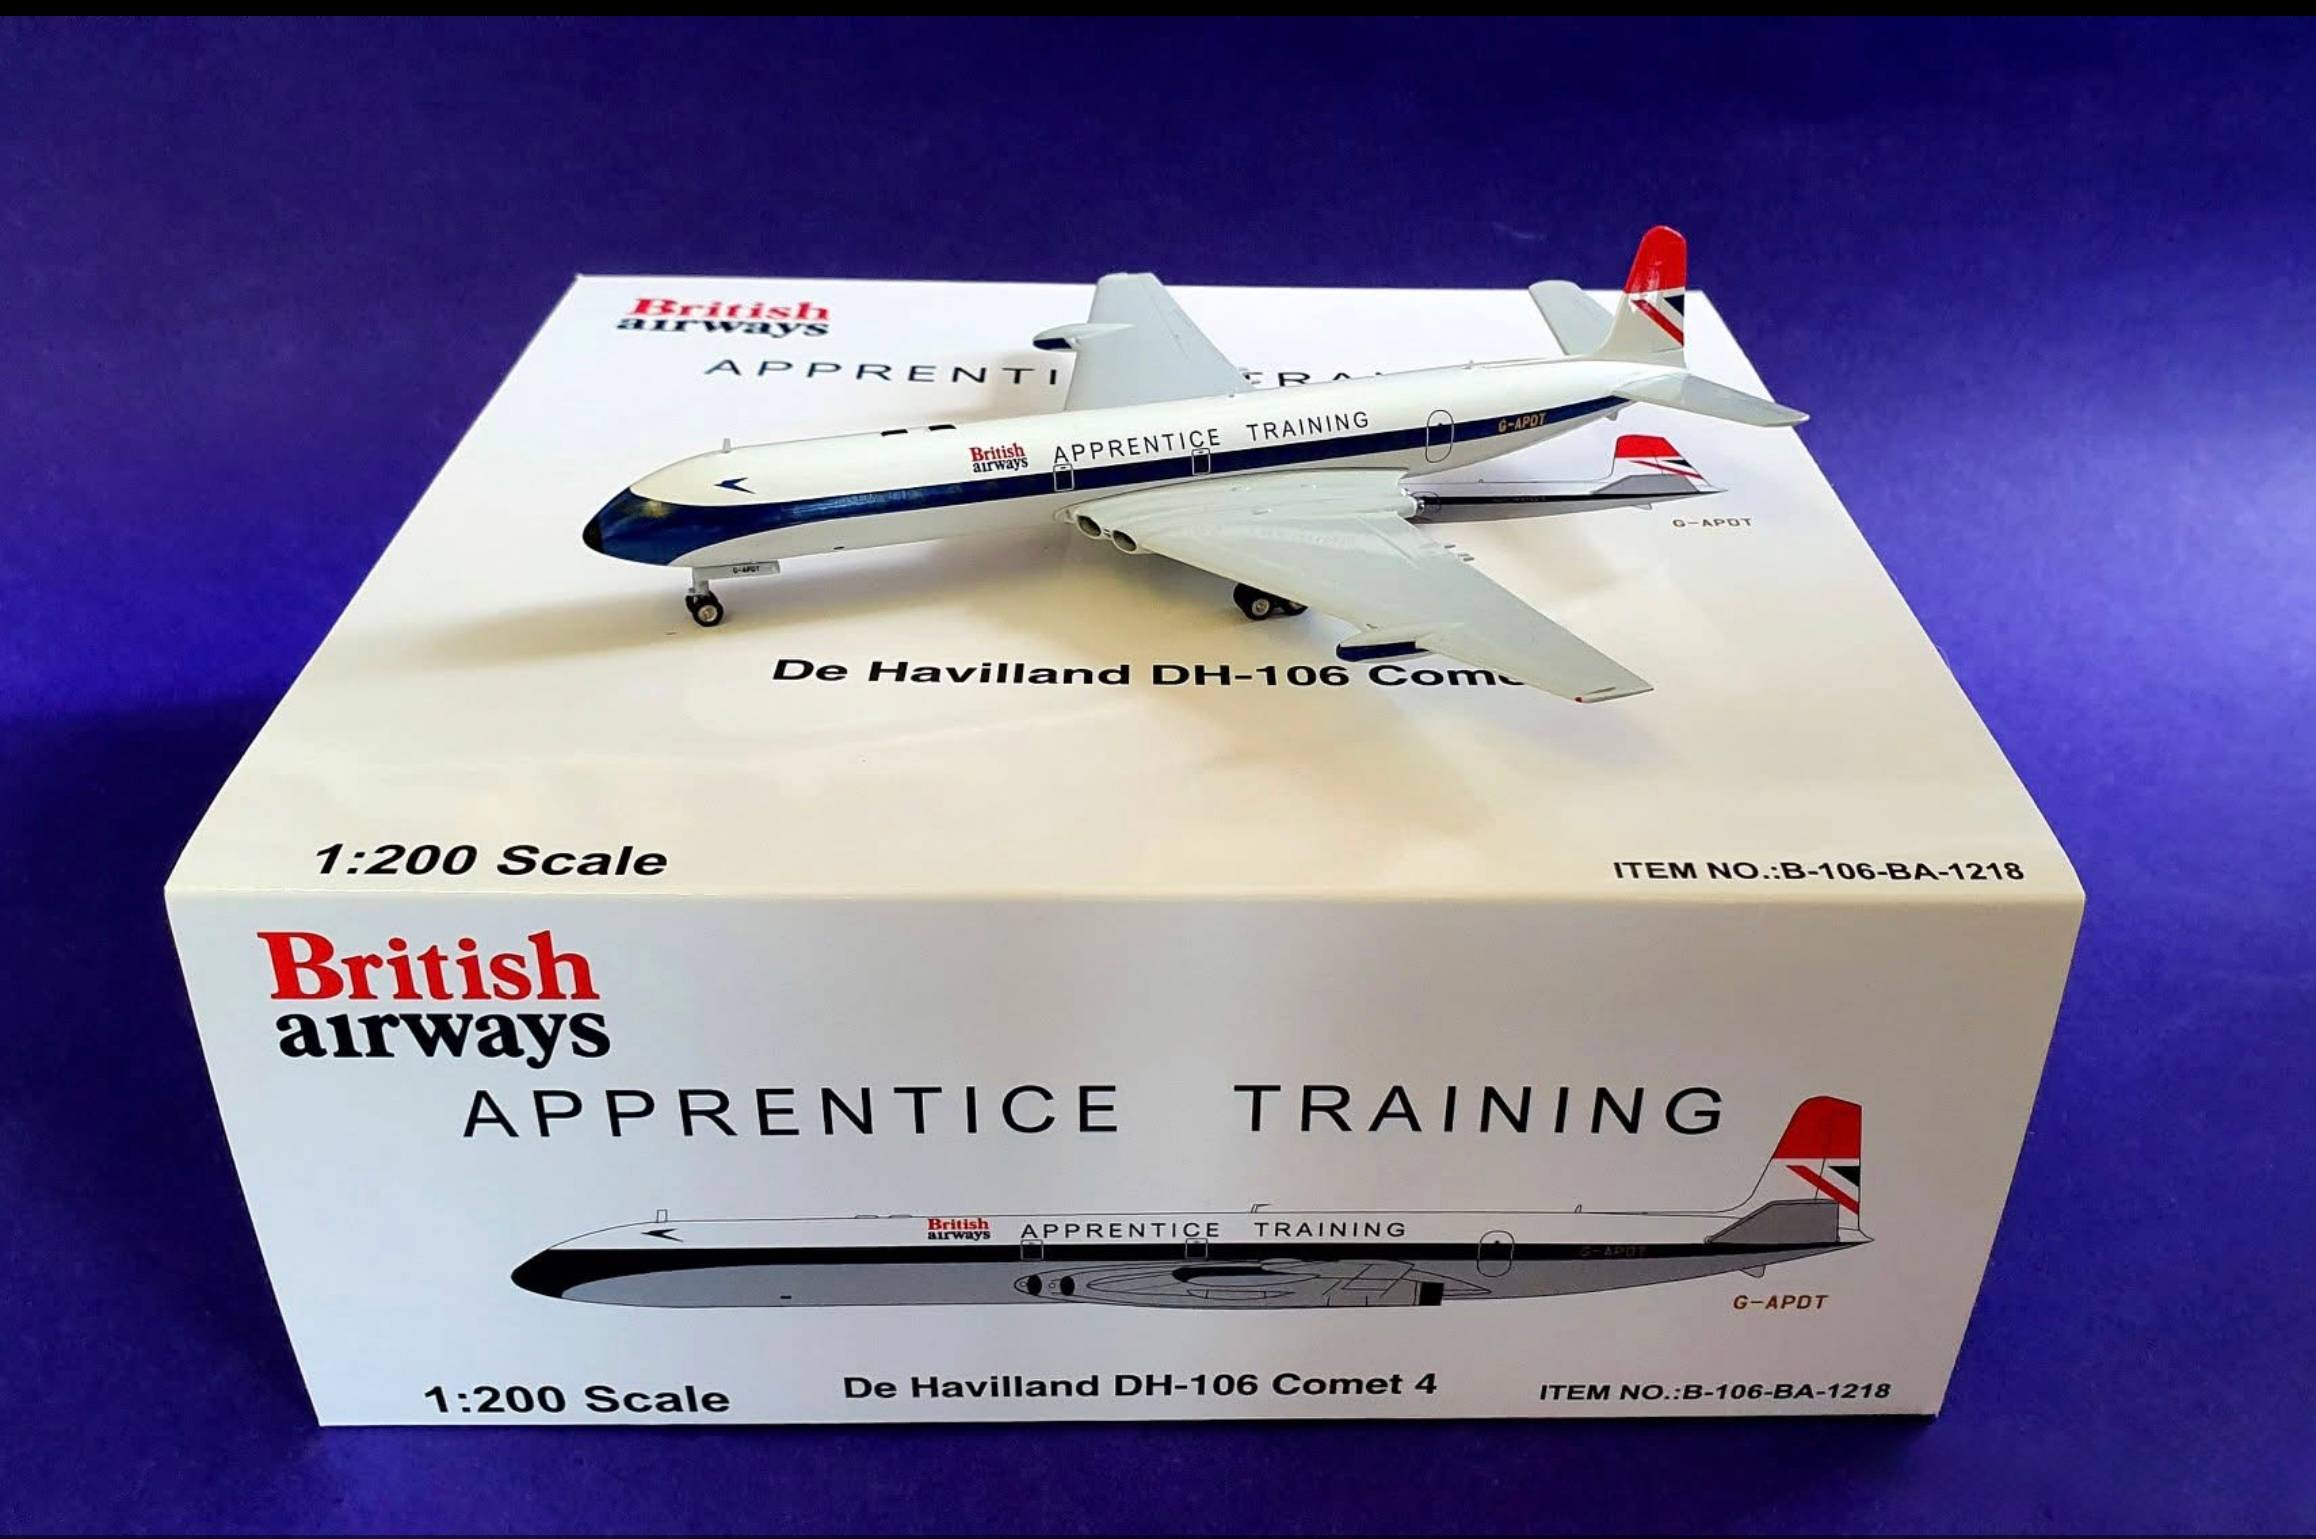 British
airways
APPRENTI
TRA
British
airways
APPRENTICE TRAINING
G-APDT
G-APDT
G-APDT
De Havilland DH-106 Come
1:200 Scale
ITEM NO.:B-106-BA-1218
British
airways
APPRENTICE TRAINING
British
airways
APPRENTICE TRAINING
G-APDT
G-APDT
1:200 Scale
De Havilland DH-106 Comet 4
ITEM NO.:B-106-BA-1218